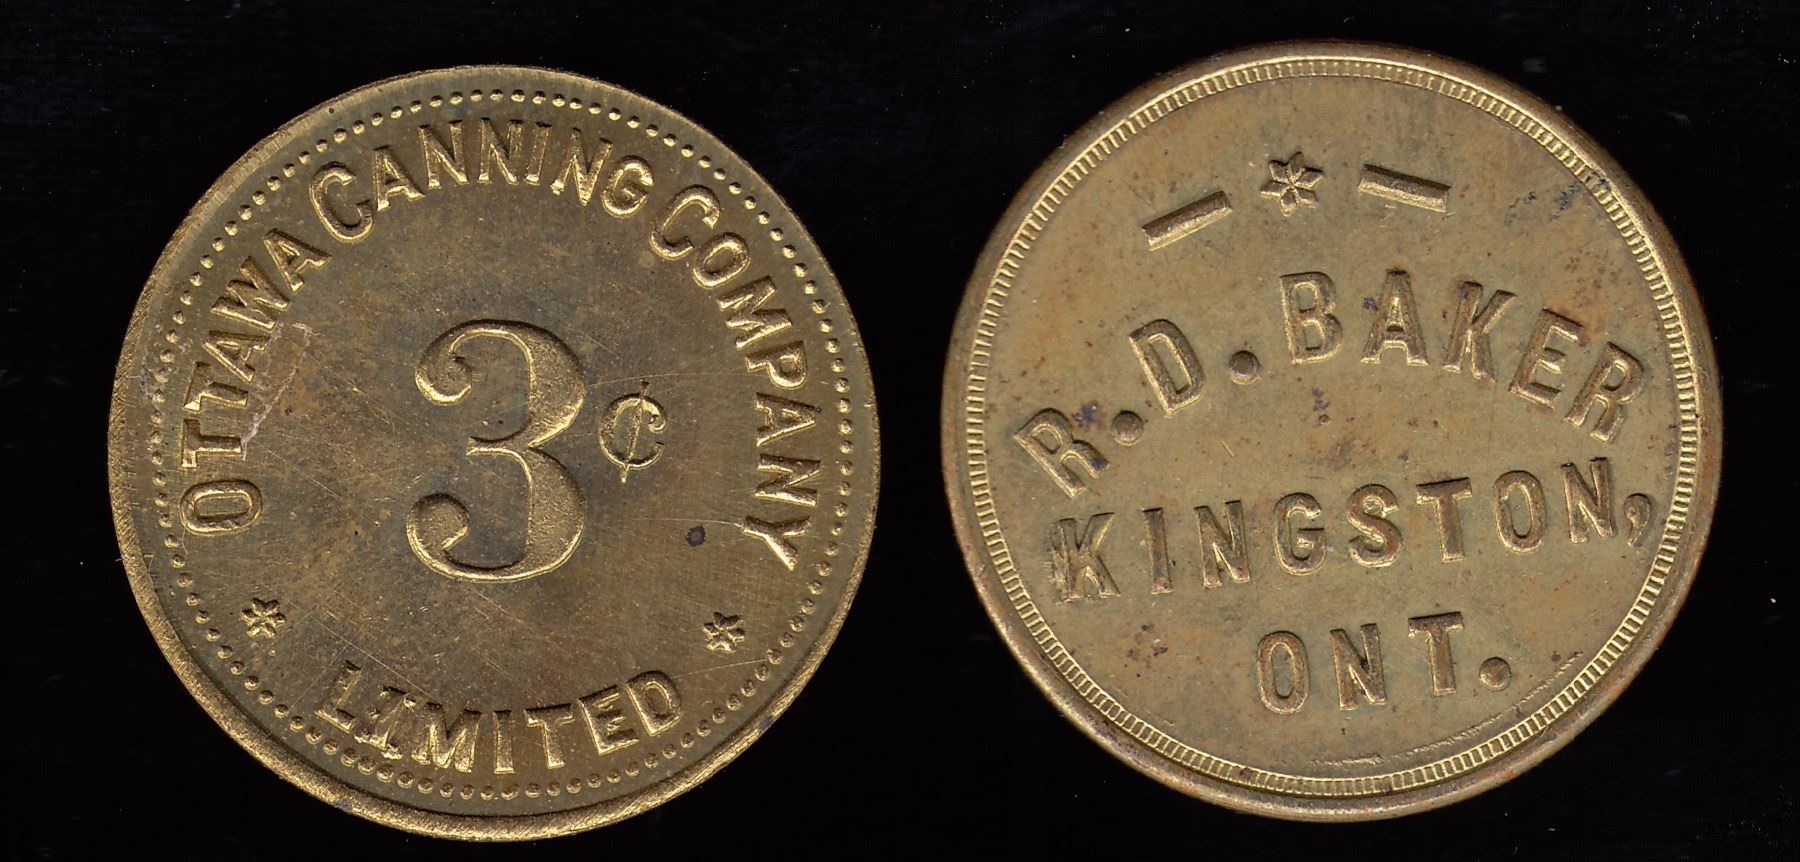 OTTAWA CANNING COMPANY
3¢
LIMITED
R.D.BAKER
KINGSTON,
ONT.